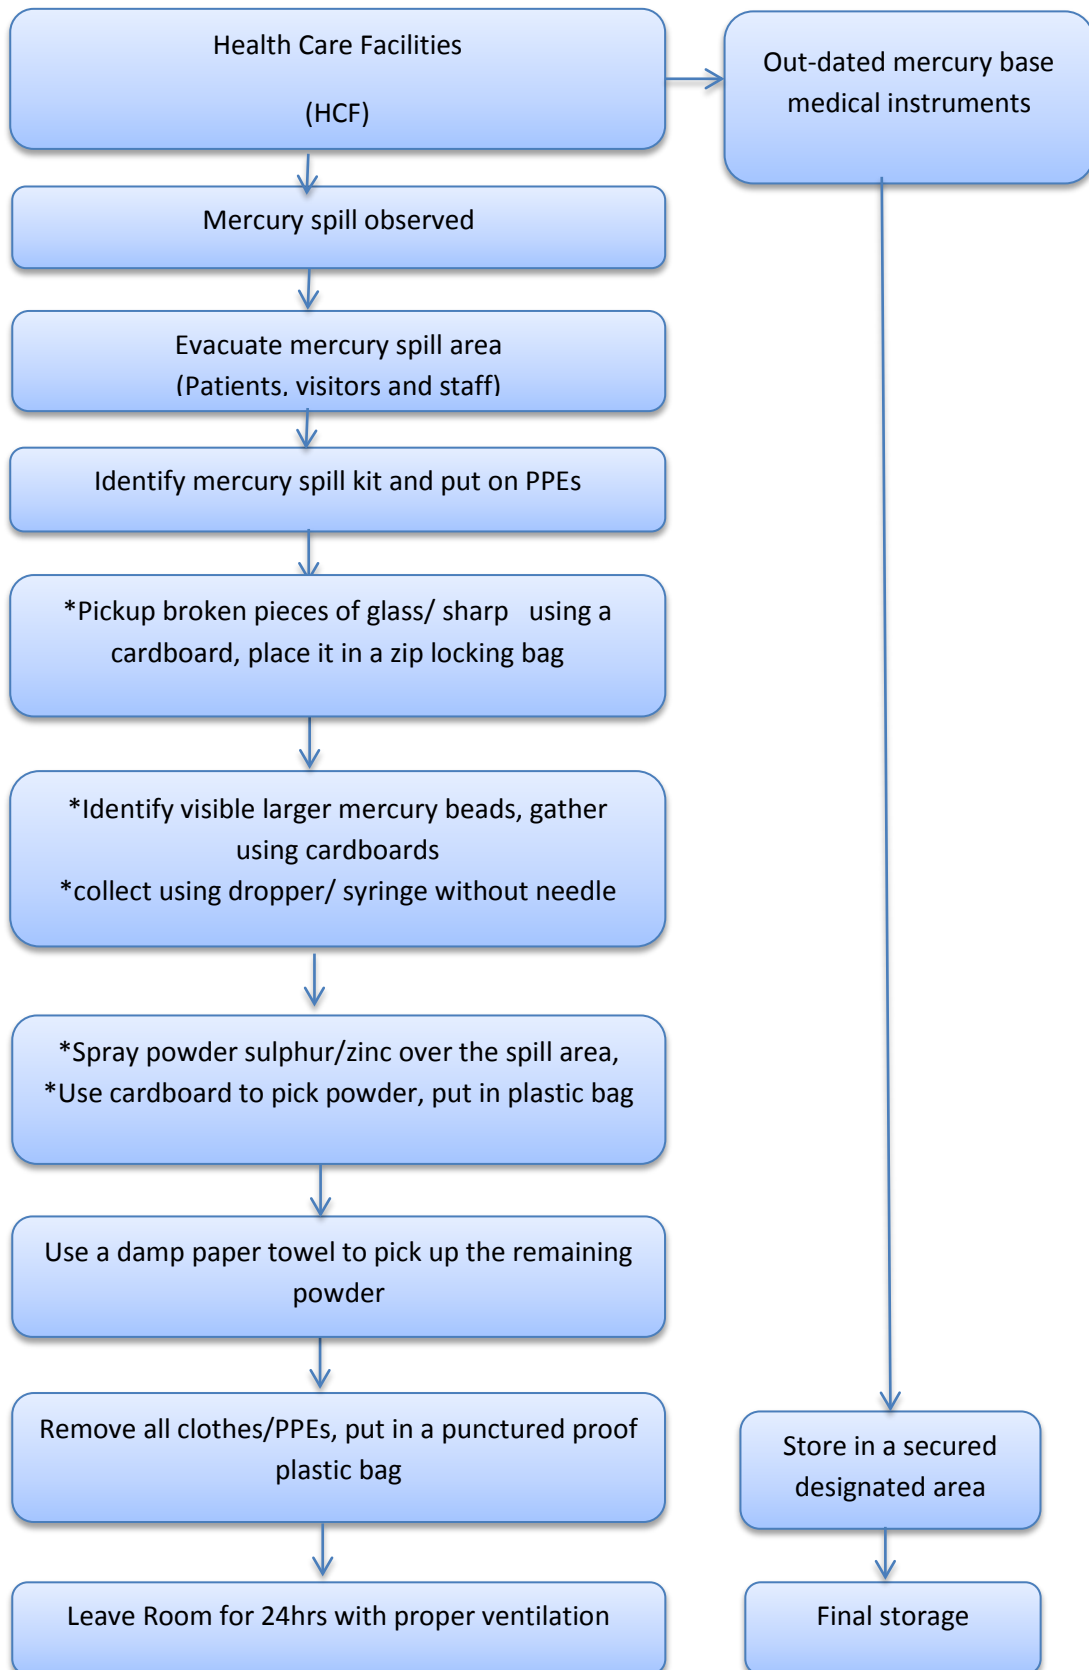 Health Care Facilities
(HCF)
Out-dated mercury base
medical instruments
Mercury spill observed
Evacuate mercury spill area
(Patients, visitors and staff)
Identify mercury spill kit and put on PPEs
*Pickup broken pieces of glass/ sharp using a
cardboard, place it in a zip locking bag
*Identify visible larger mercury beads, gather
using cardboards
*collect using dropper/ syringe without needle
*Spray powder sulphur/zinc over the spill area,
*Use cardboard to pick powder, put in plastic bag
Use a damp paper towel to pick up the remaining
powder
Remove all clothes/PPEs, put in a punctured proof
plastic bag
Store in a secured
designated area
Leave Room for 24hrs with proper ventilation
Final storage